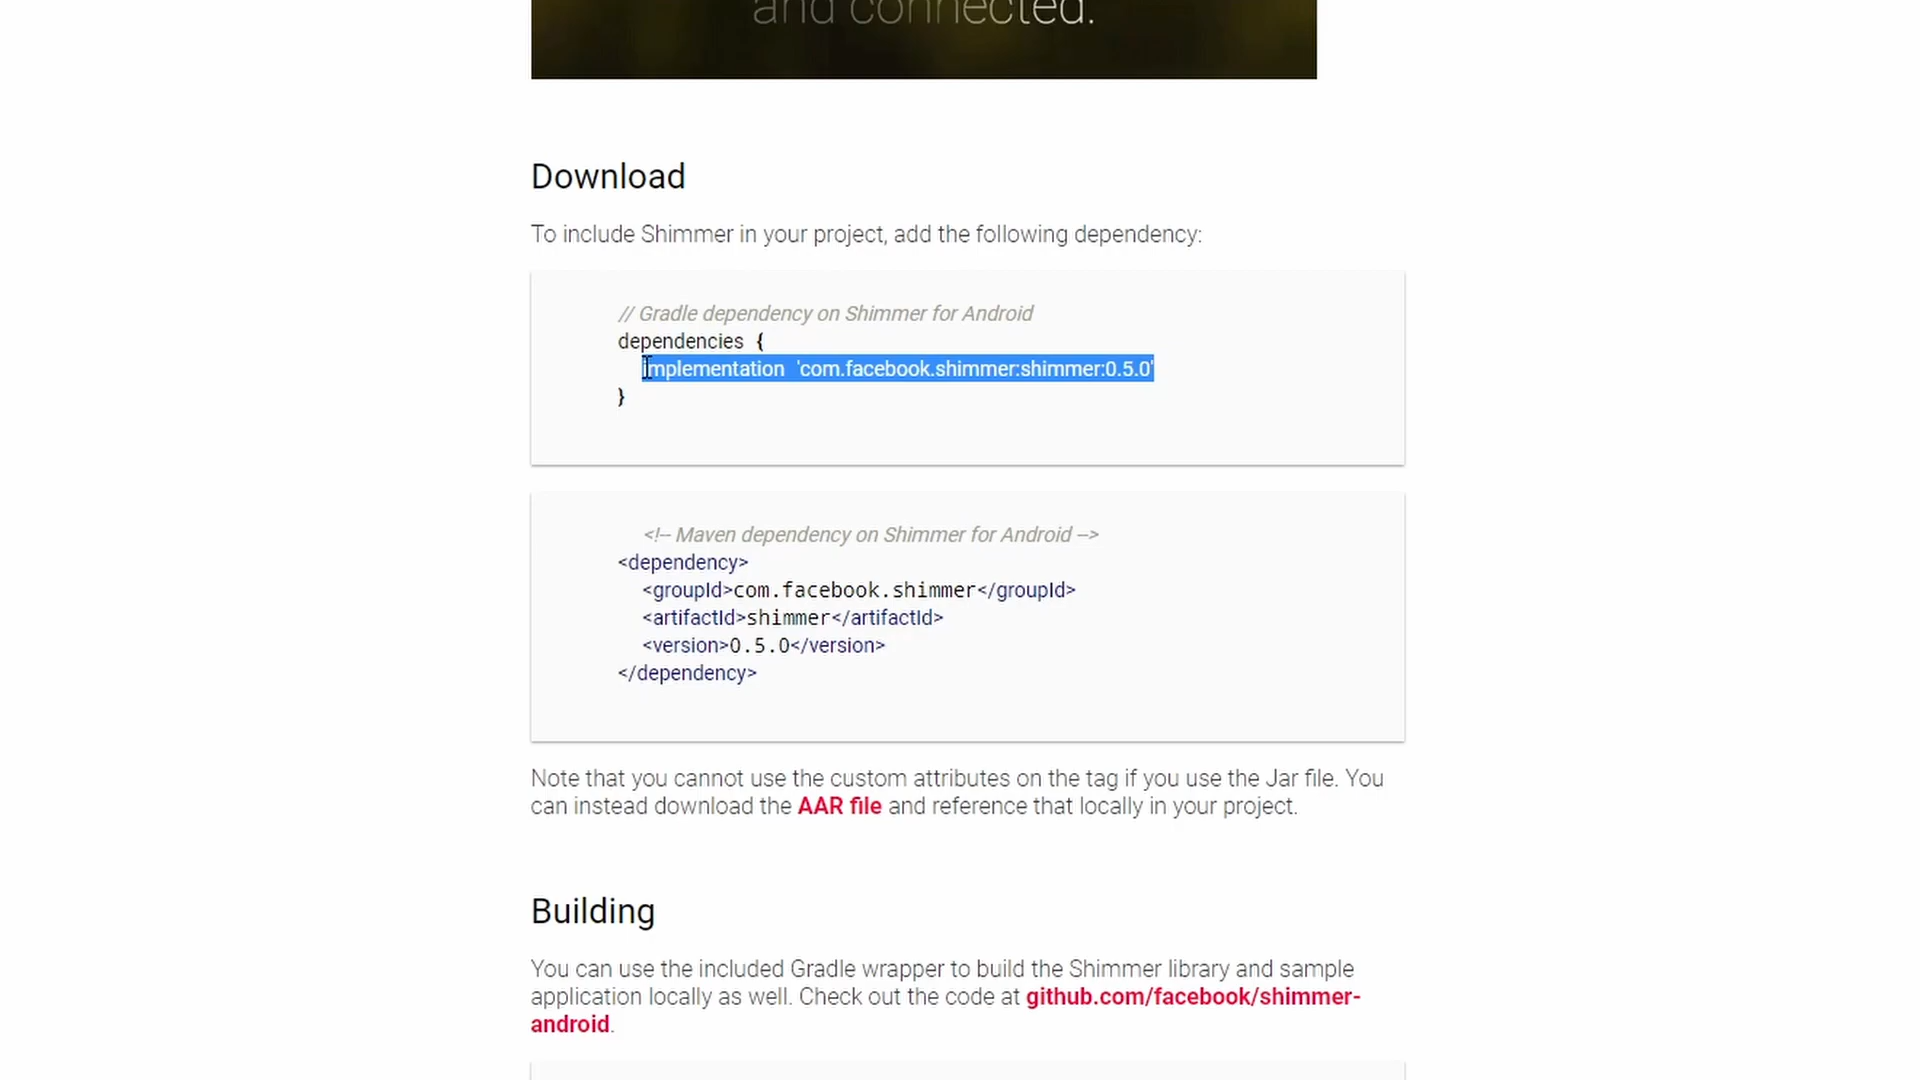 and connected.
Download
To include Shimmer in your project, add the following dependency:
// Gradle dependency on Shimmer for Android
dependencies {
implementation 'com.facebook.shimmer:shimmer:0.5.0'
}
<!-- Maven dependency on Shimmer for Android -->
<dependency>
<groupId>com.facebook.shimmer</groupId>
<artifactId>shimmer</artifactId>
<version>0.5.0</version>
</dependency>
Note that you cannot use the custom attributes on the tag if you use the Jar file. You
can instead download the AAR file and reference that locally in your project.
Building
You can use the included Gradle wrapper to build the Shimmer library and sample
application locally as well. Check out the code at github.com/facebook/shimmer-
android.